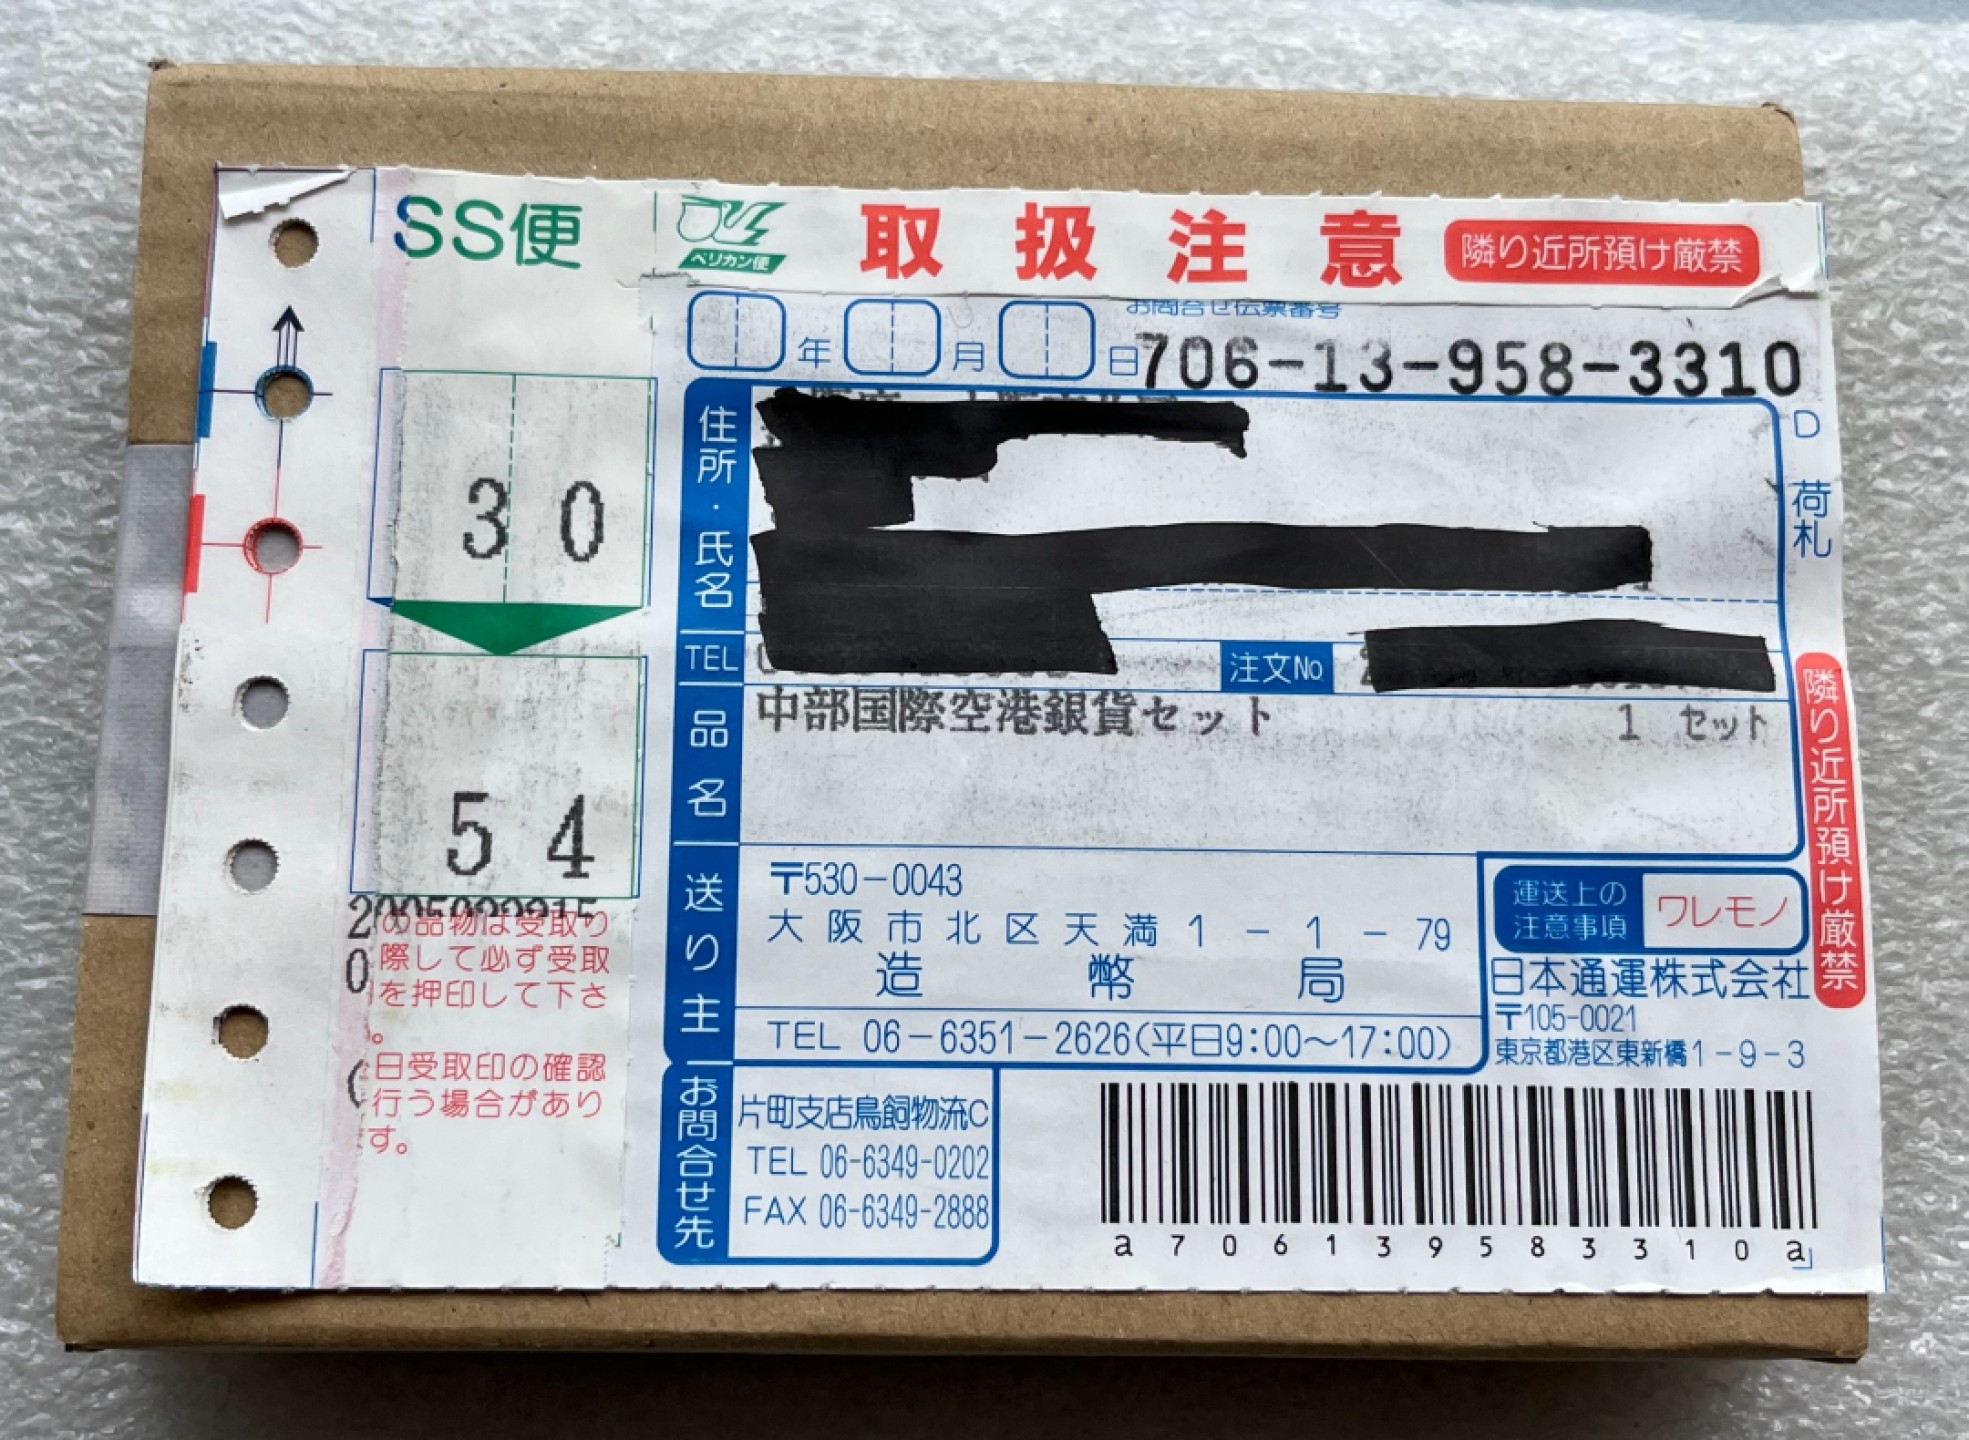 SS便
ペリカン便
取扱注意
隣り近所預け厳禁
お問合せ伝票番号
年 月 日
706-13-958-3310
D 荷札
30
54
住所・氏名
TEL
注文No
品名
中部国際空港銀貨セット 1 セット
送り主
〒530-0043
大阪市北区天満1-1-79
造幣局
TEL 06-6351-2626(平日9:00~17:00)
運送上の
注意事項
ワレモノ
隣り近所預け厳禁
日本通運株式会社
〒105-0021
東京都港区東新橋1-9-3
の品物は受取り
際して必ず受取
を押印して下さ
。
日受取印の確認
行う場合があり
す。
お問合せ先
片町支店鳥飼物流C
TEL 06-6349-0202
FAX 06-6349-2888
a706139583310a